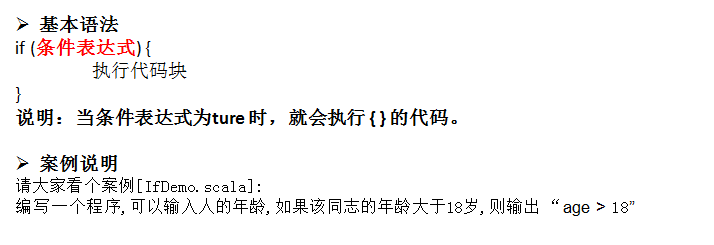 ➢ 基本语法
if (条件表达式) {
执行代码块
}
说明：当条件表达式为ture 时，就会执行 { } 的代码。
➢ 案例说明
请大家看个案例[IfDemo.scala]:
编写一个程序,可以输入人的年龄,如果该同志的年龄大于18岁,则输出 “age > 18”